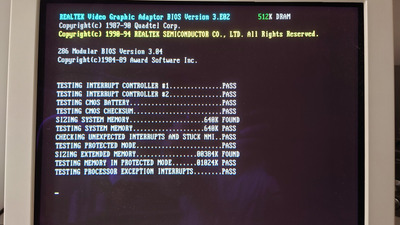 REALTEK Video Graphic Adaptor BIOS Version 3.E02 512K DRAM
Copyright(c) 1987-90 Quadtel Corp.
Copyright(c) 1990-94 REALTEK SEMICONDUCTOR CO., LTD. All Rights Reserved.
286 Modular BIOS Version 3.04
Copyright(c)1984-89 Award Software Inc.
TESTING INTERRUPT CONTROLLER #1..............PASS
TESTING INTERRUPT CONTROLLER #2..............PASS
TESTING CMOS BATTERY.........................PASS
TESTING CMOS CHECKSUM........................PASS
SIZING SYSTEM MEMORY.....................640K FOUND
TESTING SYSTEM MEMORY....................640K PASS
CHECKING UNEXPECTED INTERRUPTS AND STUCK NMI..PASS
TESTING PROTECTED MODE.......................PASS
SIZING EXTENDED MEMORY.................00384K FOUND
TESTING MEMORY IN PROTECTED MODE.......01024K PASS
TESTING PROCESSOR EXCEPTION INTERRUPTS.......PASS